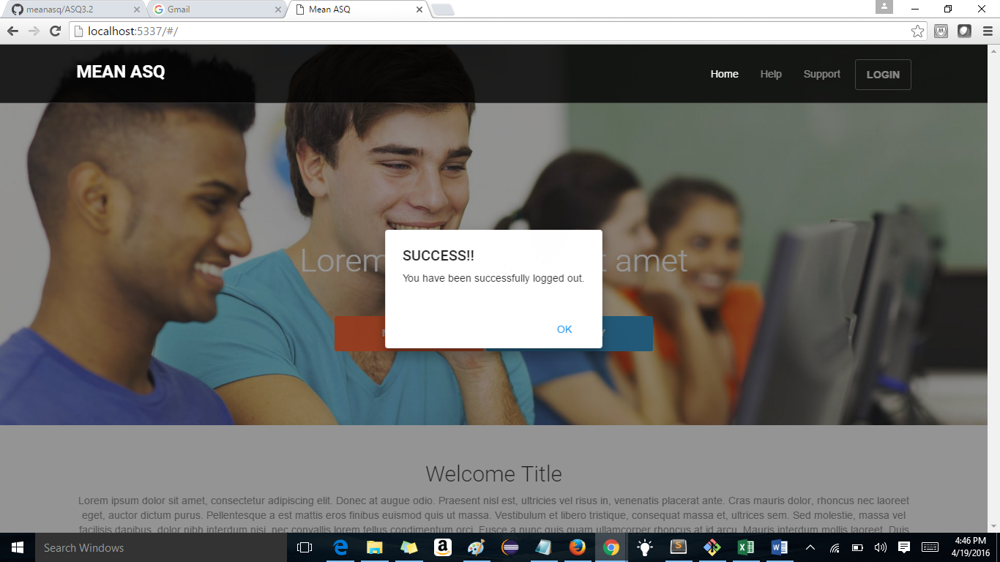 meanasq/ASQ3.2
Gmail
Mean ASQ
localhost:5337/#/
MEAN ASQ
Home
Help
Support
LOGIN
Lorem
t amet
SUCCESS!!
You have been successfully logged out.
OK
Welcome Title
Lorem ipsum dolor sit amet, consectetur adipiscing elit. Donec at augue odio. Praesent nisl est, ultricies vel risus in, venenatis placerat ante. Cras mauris dolor, rhoncus nec laoreet
eget, auctor dictum purus. Pellentesque a est mattis eros finibus euismod quis ut massa. Vestibulum et libero tristique, consequat massa et, ultrices sem. Sed molestie, massa vel
facilisis dapibus, dolor nibh interdum nisi, nec convallis lorem tellus condimentum orci. Fusce a nunc quis quam ullamcorper rhoncus at id arcu. Mauris interdum mollis laoreet. Duis
Search Windows
4:46 PM
4/19/2016